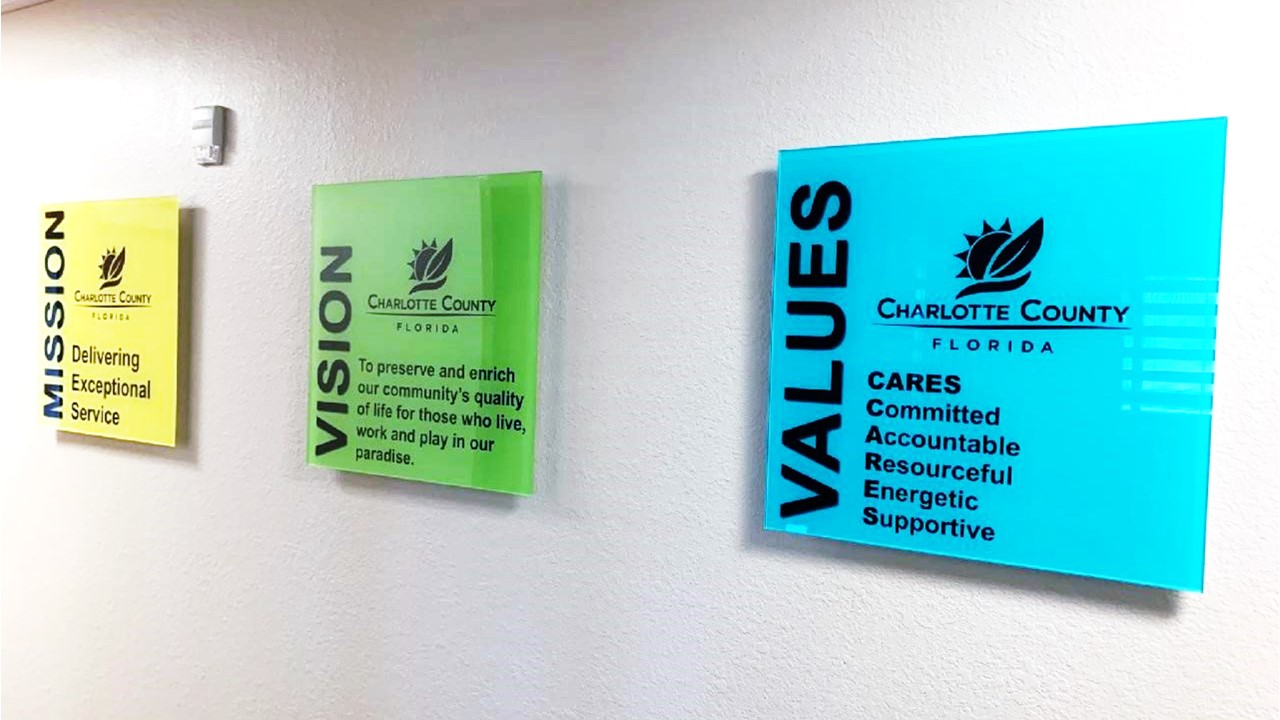 MISSION
CHARLOTTE COUNTY
FLORIDA
Delivering
Exceptional
Service
VISION
CHARLOTTE COUNTY
FLORIDA
To preserve and enrich
our community's quality
of life for those who live,
work and play in our
paradise.
VALUES
CHARLOTTE COUNTY
FLORIDA
CARES
Committed
Accountable
Resourceful
Energetic
Supportive